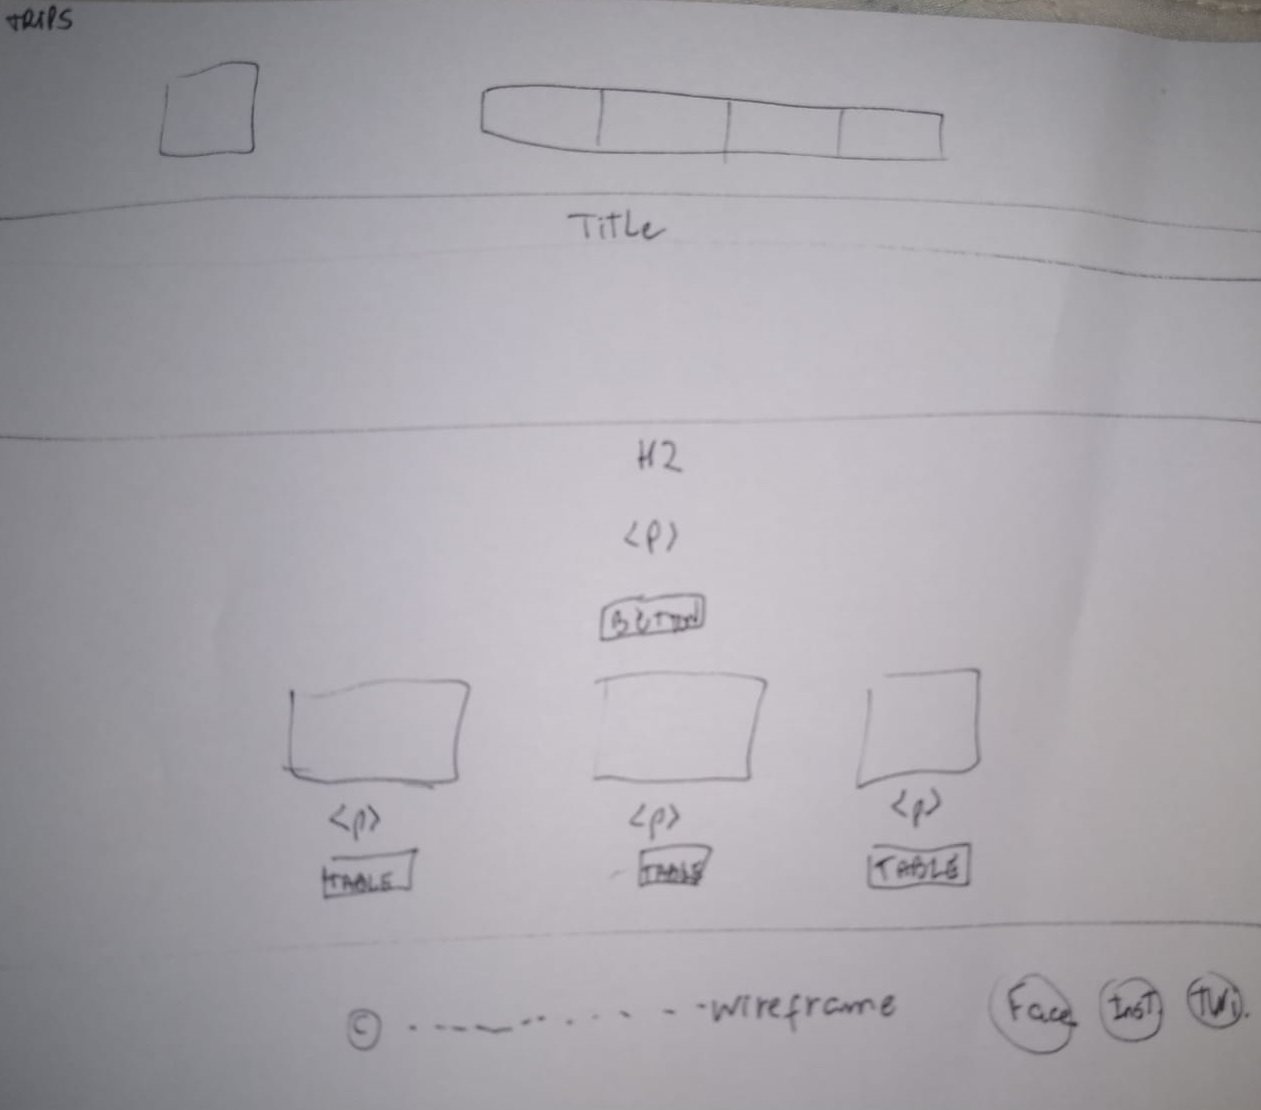 TRIPS
Title
H2
<P>
BUTTON
<p> <p> <p>
TABLE TABLE TABLE
© ............wireframe Face Inst Twi.